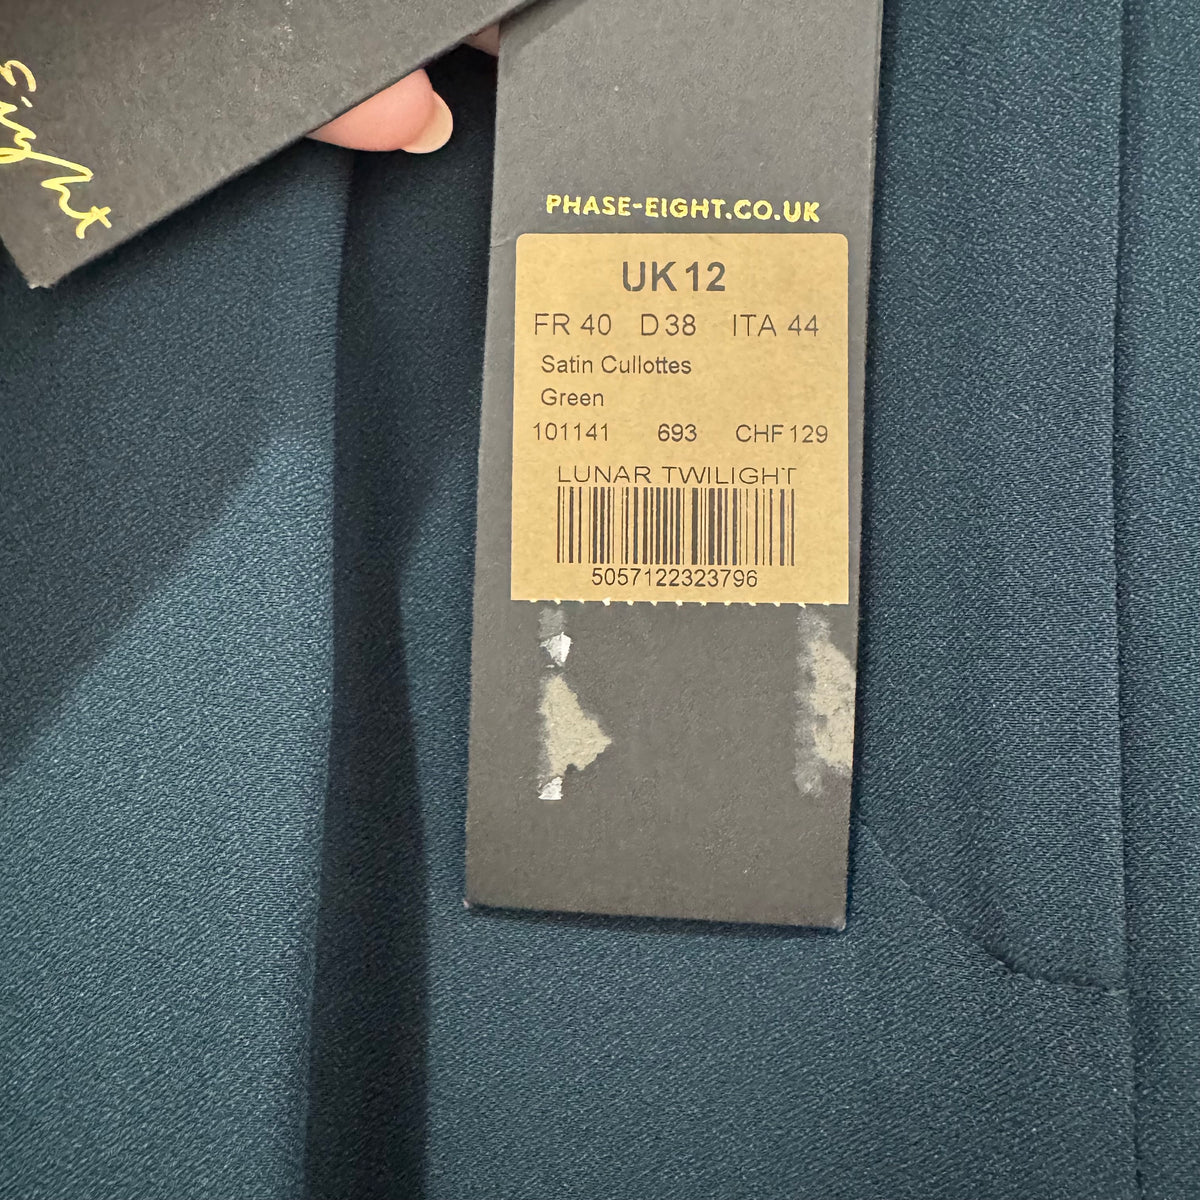 Eight
PHASE-EIGHT.CO.UK
UK 12
FR 40 D 38 ITA 44
Satin Cullottes
Green
101141 693 CHF 129
LUNAR TWILIGHT
5057122323796